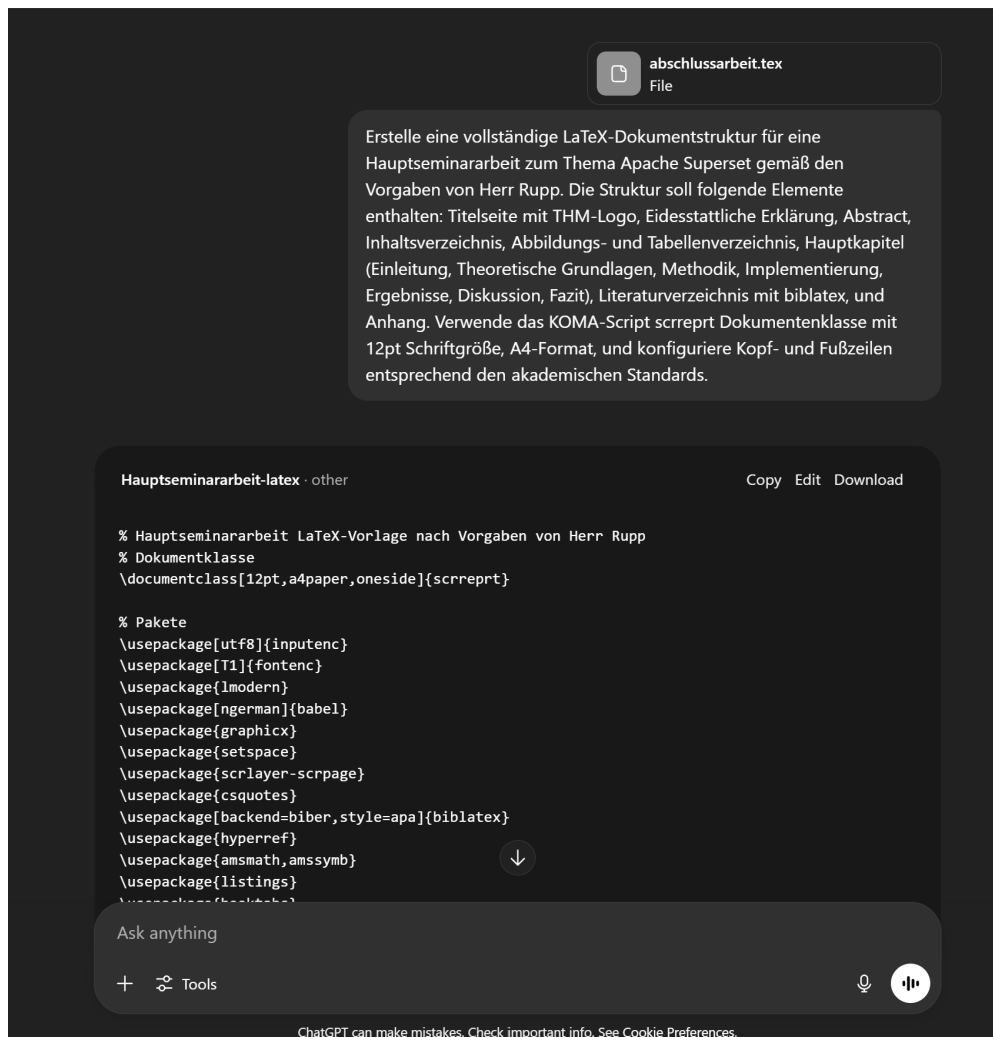 abschlussarbeit.tex
File
Erstelle eine vollständige LaTeX-Dokumentstruktur für eine
Hauptseminararbeit zum Thema Apache Superset gemäß den
Vorgaben von Herr Rupp. Die Struktur soll folgende Elemente
enthalten: Titelseite mit THM-Logo, Eidesstattliche Erklärung, Abstract,
Inhaltsverzeichnis, Abbildungs- und Tabellenverzeichnis, Hauptkapitel
(Einleitung, Theoretische Grundlagen, Methodik, Implementierung,
Ergebnisse, Diskussion, Fazit), Literaturverzeichnis mit biblatex, und
Anhang. Verwende das KOMA-Script scrreprt Dokumentenklasse mit
12pt Schriftgröße, A4-Format, und konfiguriere Kopf- und Fußzeilen
entsprechend den akademischen Standards.
Hauptseminararbeit-latex · other Copy Edit Download
% Hauptseminararbeit LaTeX-Vorlage nach Vorgaben von Herr Rupp
% Dokumentklasse
\documentclass[12pt,a4paper,oneside]{scrreprt}
% Pakete
\usepackage[utf8]{inputenc}
\usepackage[T1]{fontenc}
\usepackage{lmodern}
\usepackage[ngerman]{babel}
\usepackage{graphicx}
\usepackage{setspace}
\usepackage{scrlayer-scrpage}
\usepackage{csquotes}
\usepackage[backend=biber,style=apa]{biblatex}
\usepackage{hyperref}
\usepackage{amsmath,amssymb}
\usepackage{listings}
Ask anything
Tools
ChatGPT can make mistakes. Check important info. See Cookie Preferences.